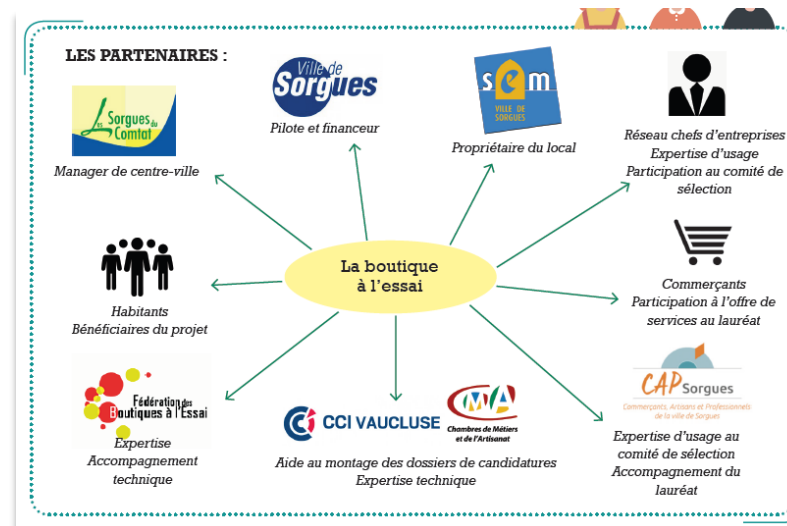 LES PARTENAIRES :
Les Sorgues du Comtat
Manager de centre-ville
Ville de
Sorgues
Pilote et financeur
sem
VILLE DE
SORGUES
Propriétaire du local
Réseau chefs d'entreprises
Expertise d'usage
Participation au comité de
sélection
La boutique
à l'essai
Habitants
Bénéficiaires du projet
Commerçants
Participation à l'offre de
services au lauréat
Fédération des
Boutiques à l'Essai
Expertise
Accompagnement
technique
CCI VAUCLUSE
CMA
Chambres de Métiers
et de l'Artisanat
Aide au montage des dossiers de candidatures
Expertise technique
CAP Sorgues
Commerçants, Artisans et Professionnels
de la ville de Sorgues
Expertise d'usage au
comité de sélection
Accompagnement du
lauréat